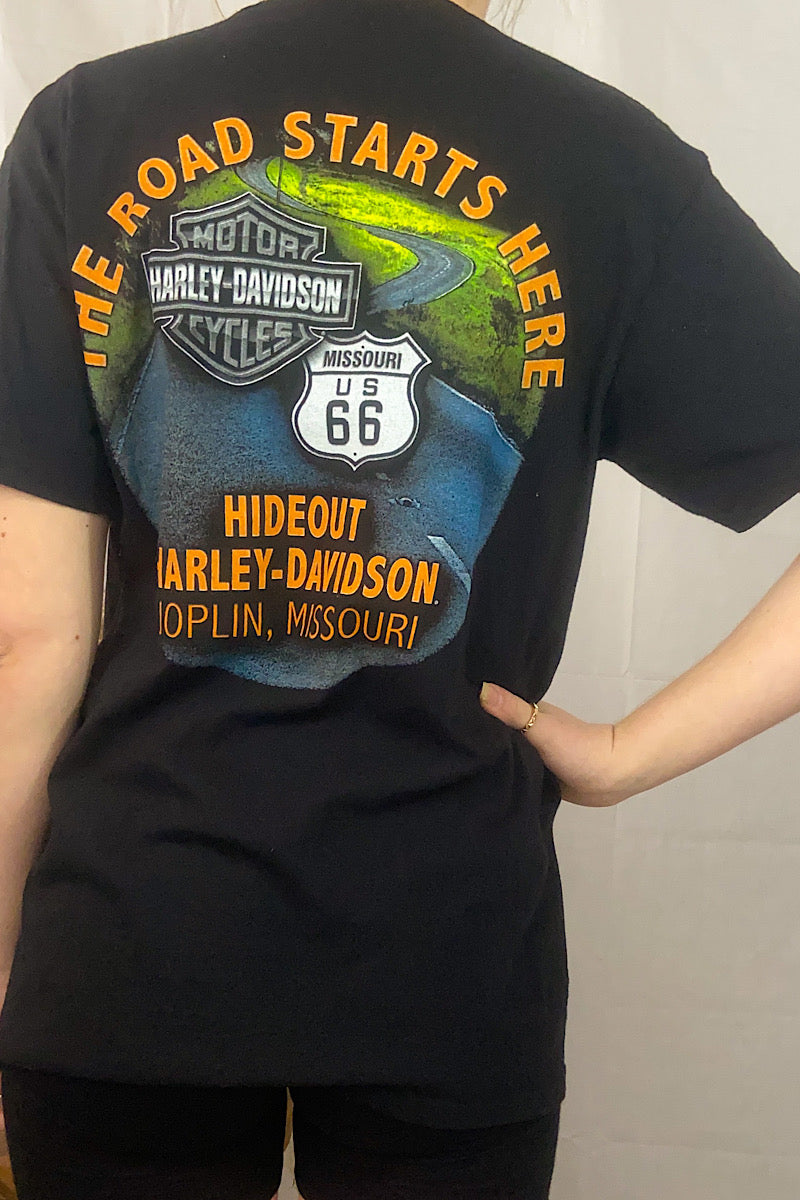 THE ROAD STARTS HERE
MOTOR
HARLEY-DAVIDSON
CYCLES
MISSOURI
US
66
HIDEOUT
HARLEY-DAVIDSON
JOPLIN, MISSOURI